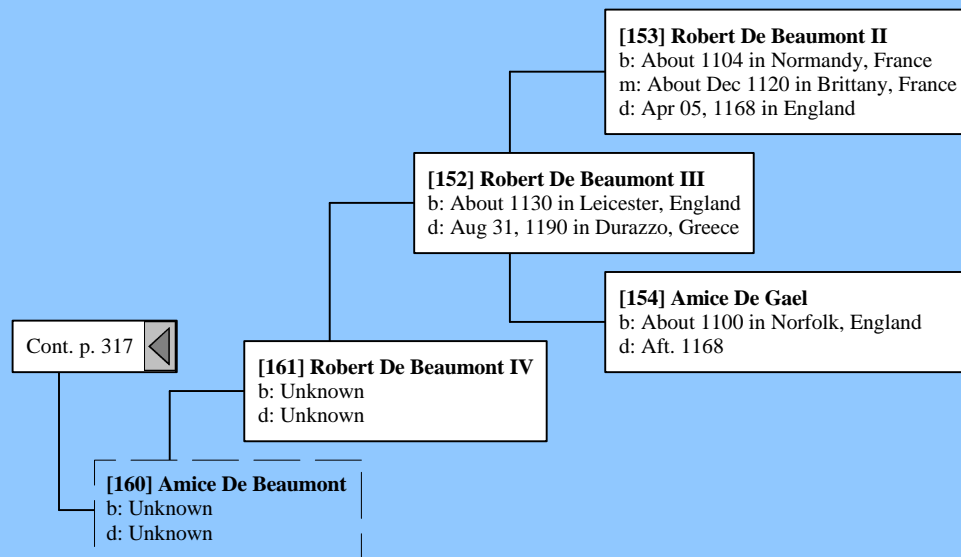 [153] Robert De Beaumont II
b: About 1104 in Normandy, France
m: About Dec 1120 in Brittany, France
d: Apr 05, 1168 in England
[152] Robert De Beaumont III
b: About 1130 in Leicester, England
d: Aug 31, 1190 in Durazzo, Greece
[154] Amice De Gael
b: About 1100 in Norfolk, England
d: Aft. 1168
Cont. p. 317
[161] Robert De Beaumont IV
b: Unknown
d: Unknown
[160] Amice De Beaumont
b: Unknown
d: Unknown